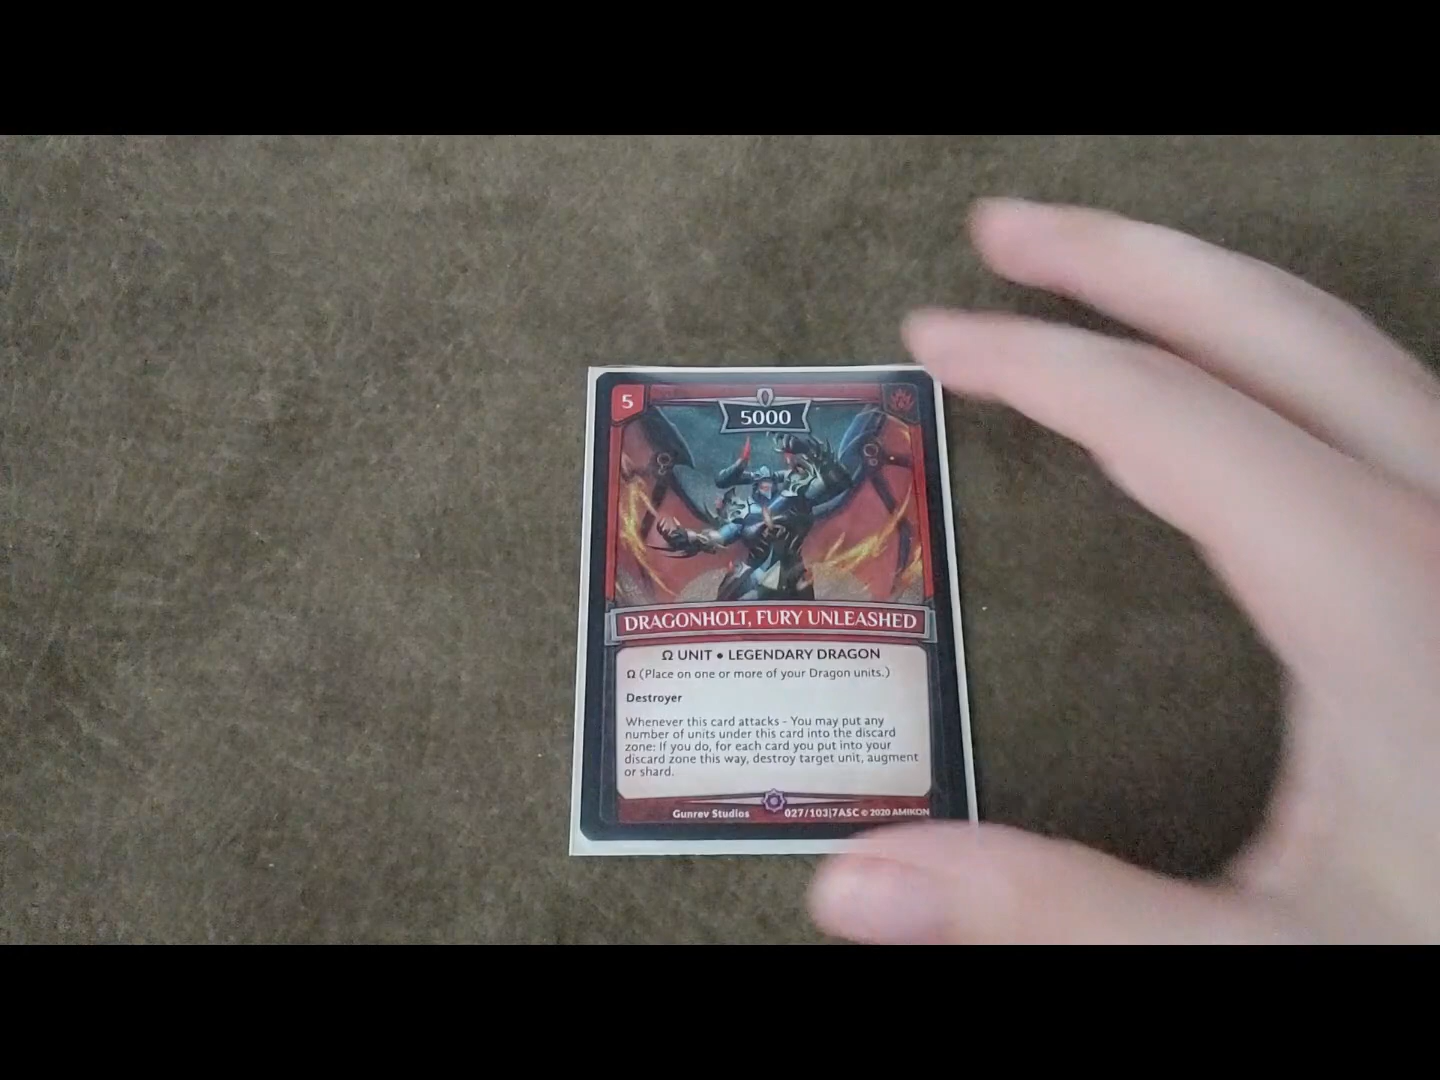 5
5000
DRAGONHOLT, FURY UNLEASHED
Ω UNIT • LEGENDARY DRAGON
Ω (Place on one or more of your Dragon units.)
Destroyer
Whenever this card attacks - You may put any
number of units under this card into the discard
zone: If you do, for each card you put into your
discard zone this way, destroy target unit, augment
or shard.
Gunrev Studios 027/103|7ASC © 2020 AMIKON